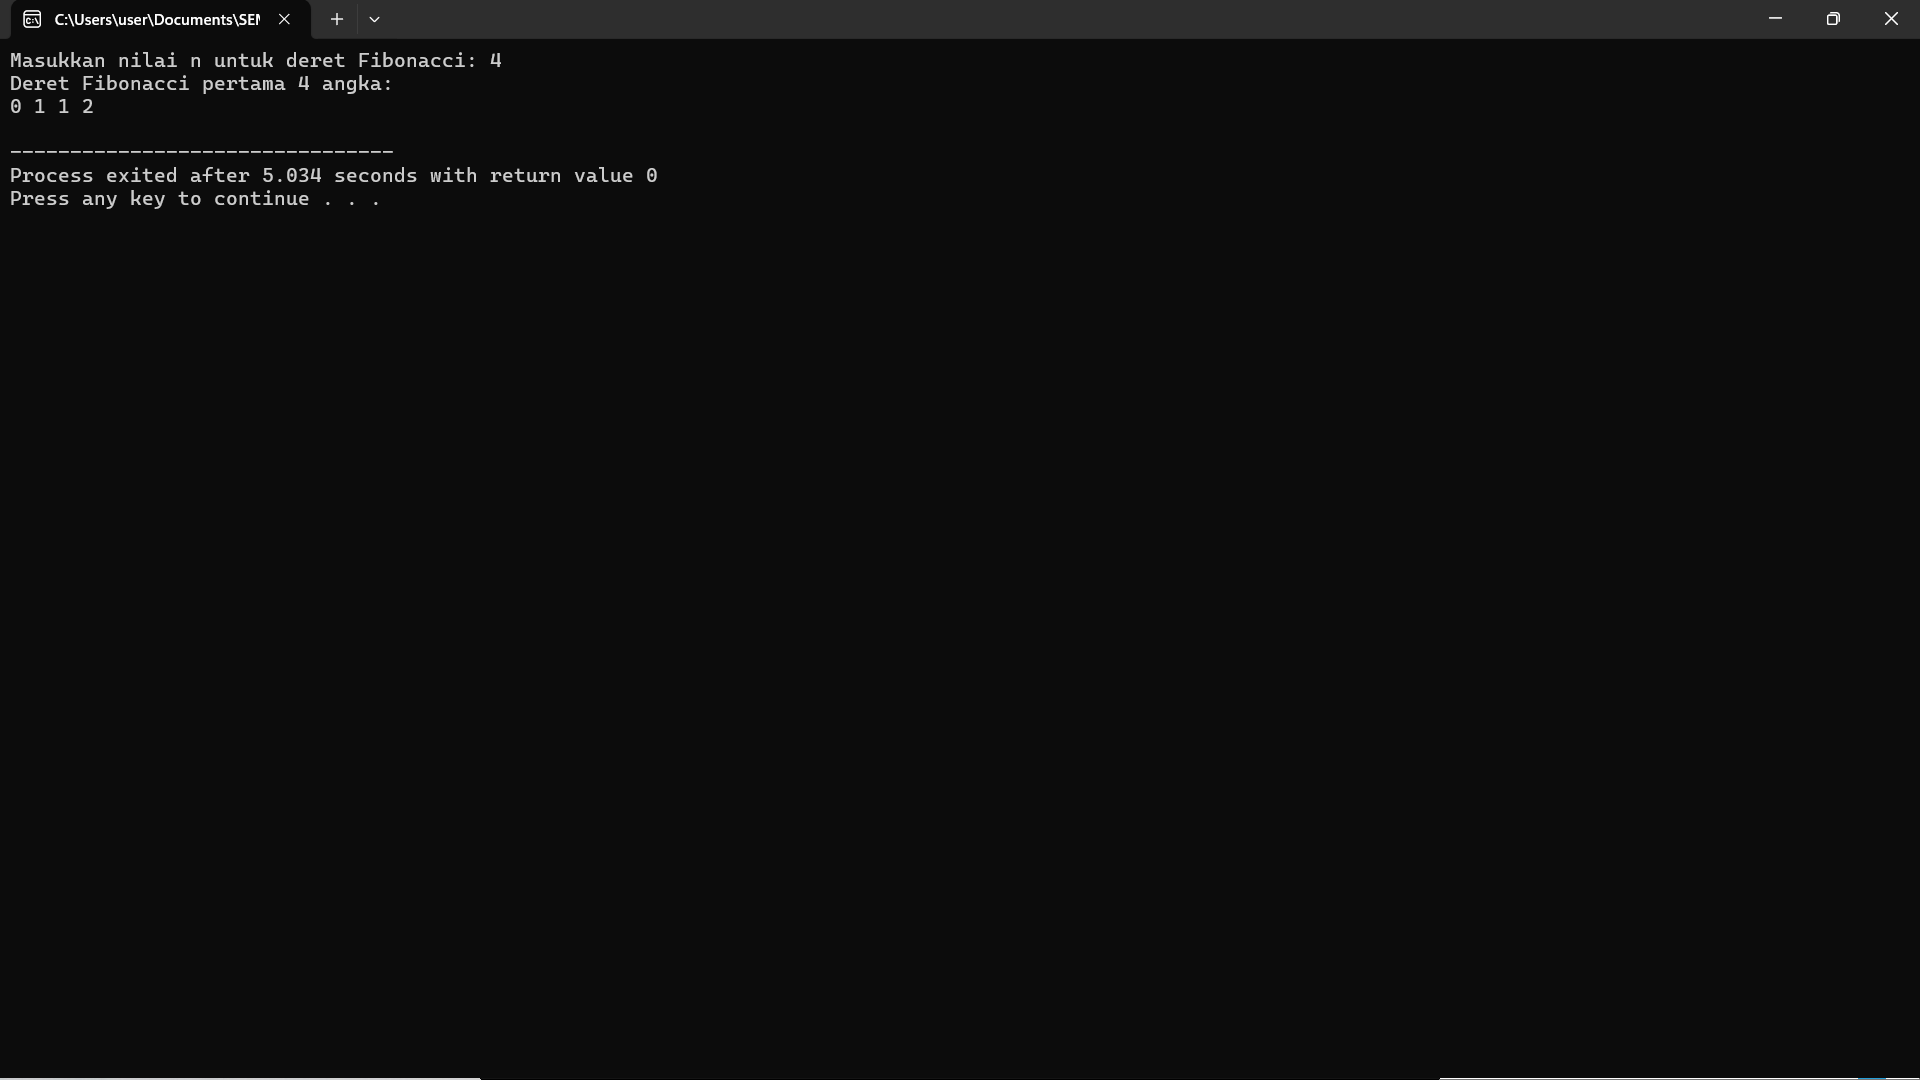 C:\Users\user\Documents\SEM
Masukkan nilai n untuk deret Fibonacci: 4
Deret Fibonacci pertama 4 angka:
0 1 1 2
--------------------------------
Process exited after 5.034 seconds with return value 0
Press any key to continue . . .